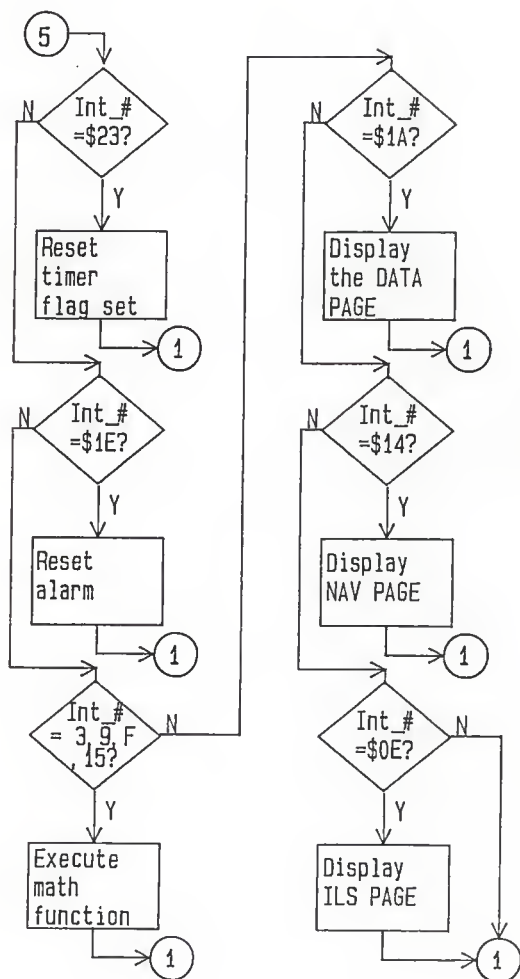 5
Int_#
=$23?
N
Y
Reset
timer
flag set
1
Int_#
=$1E?
N
Y
Reset
alarm
1
Int_#
= 3, 9, F
, 15?
N
Y
Execute
math
function
1
Int_#
=$1A?
N
Y
Display
the DATA
PAGE
1
Int_#
=$14?
N
Y
Display
NAV PAGE
1
Int_#
=$0E?
N
Y
Display
ILS PAGE
1